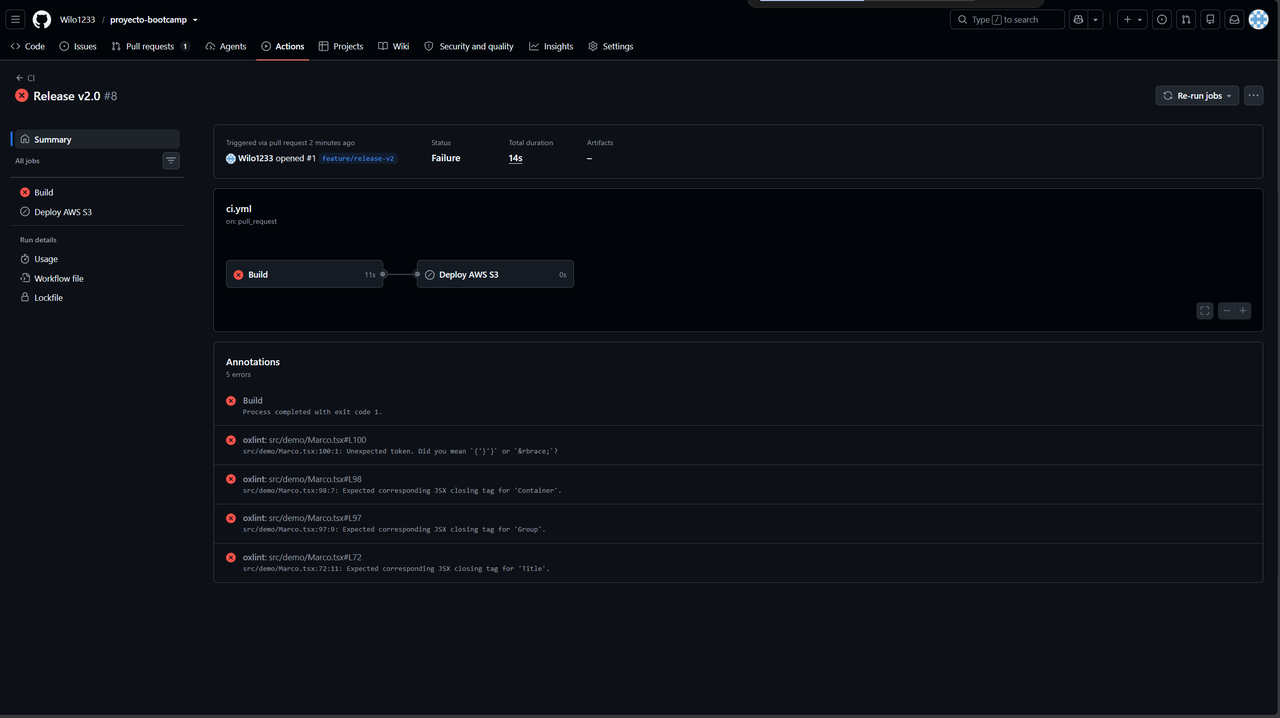 Wilo1233 / proyecto-bootcamp
Type / to search
Code Issues Pull requests 1 Agents Actions Projects Wiki Security and quality Insights Settings
CI
Release v2.0 #8
Re-run jobs
Summary
All jobs
Build
Deploy AWS S3
Run details
Usage
Workflow file
Lockfile
Triggered via pull request 2 minutes ago
Wilo1233 opened #1 feature/release-v2
Status
Failure
Total duration
14s
Artifacts
–
ci.yml
on: pull_request
Build 11s
Deploy AWS S3 0s
Annotations
5 errors
Build
Process completed with exit code 1.
oxlint: src/demo/Marco.tsx#L100
src/demo/Marco.tsx:100:1: Unexpected token. Did you mean `{'}'}` or `&rbrace;`?
oxlint: src/demo/Marco.tsx#L98
src/demo/Marco.tsx:98:7: Expected corresponding JSX closing tag for 'Container'.
oxlint: src/demo/Marco.tsx#L97
src/demo/Marco.tsx:97:9: Expected corresponding JSX closing tag for 'Group'.
oxlint: src/demo/Marco.tsx#L72
src/demo/Marco.tsx:72:11: Expected corresponding JSX closing tag for 'Title'.